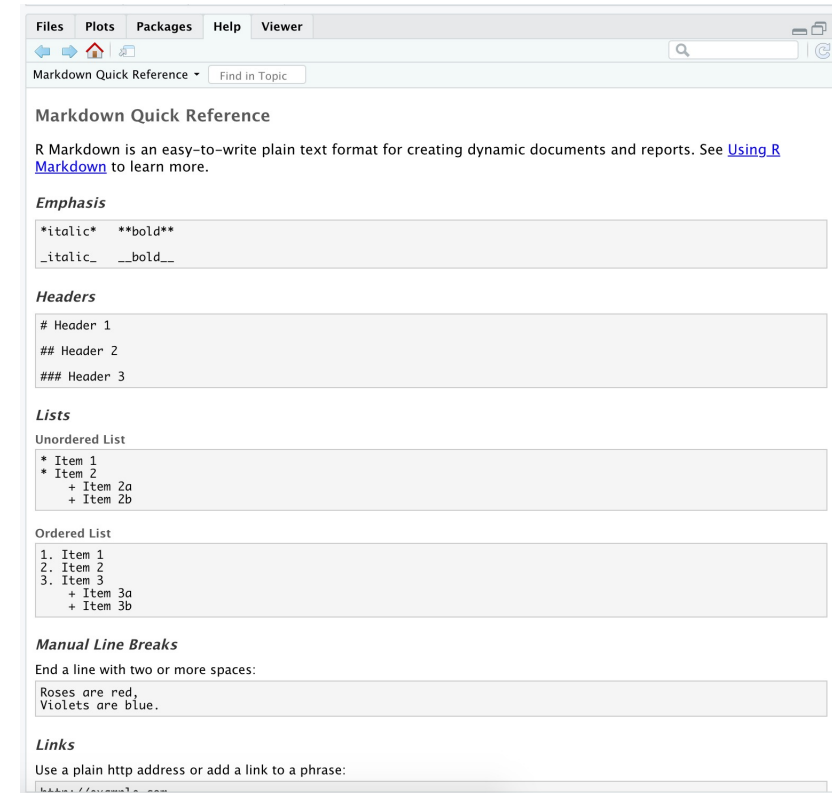 Files Plots Packages Help Viewer
Markdown Quick Reference Find in Topic
Markdown Quick Reference
R Markdown is an easy-to-write plain text format for creating dynamic documents and reports. See Using R
Markdown to learn more.
Emphasis
*italic*   **bold**
_italic_   __bold__
Headers
# Header 1
## Header 2
### Header 3
Lists
Unordered List
* Item 1
* Item 2
    + Item 2a
    + Item 2b
Ordered List
1. Item 1
2. Item 2
3. Item 3
    + Item 3a
    + Item 3b
Manual Line Breaks
End a line with two or more spaces:
Roses are red,
Violets are blue.
Links
Use a plain http address or add a link to a phrase:
http://example.com